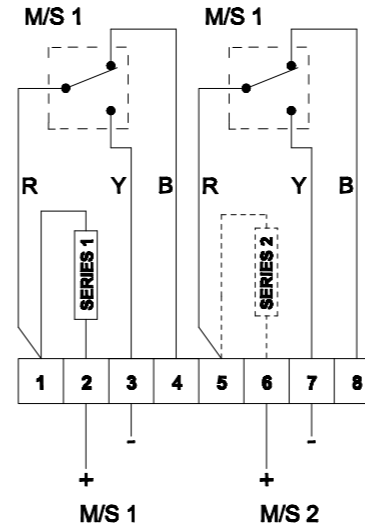 M/S 1 M/S 1
R Y B R Y B
SERIES 1 SERIES 2
1 2 3 4 5 6 7 8
- -
+ +
M/S 1 M/S 2